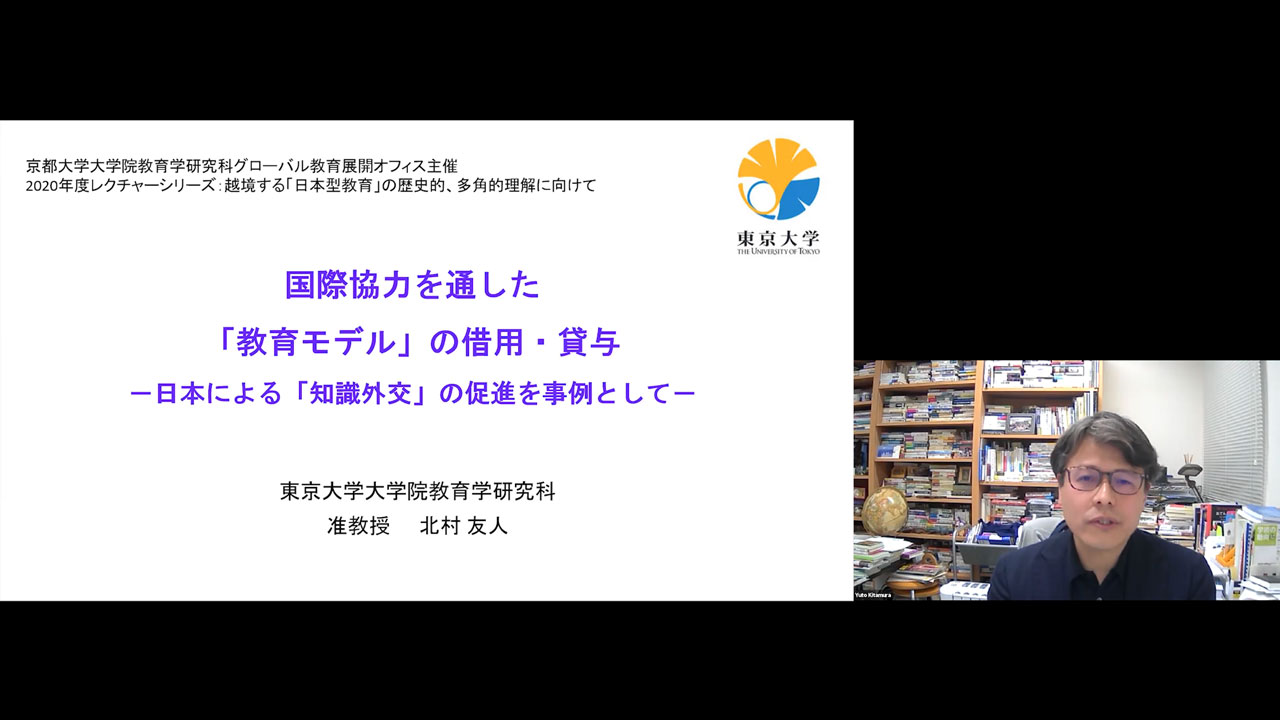 京都大学大学院教育学研究科グローバル教育展開オフィス主催
2020年度レクチャーシリーズ：越境する「日本型教育」の歴史的、多角的理解に向けて
東京大学
THE UNIVERSITY OF TOKYO
国際協力を通した
「教育モデル」の借用・貸与
－日本による「知識外交」の促進を事例として－
東京大学大学院教育学研究科
准教授　北村 友人
Yuto Kitamura